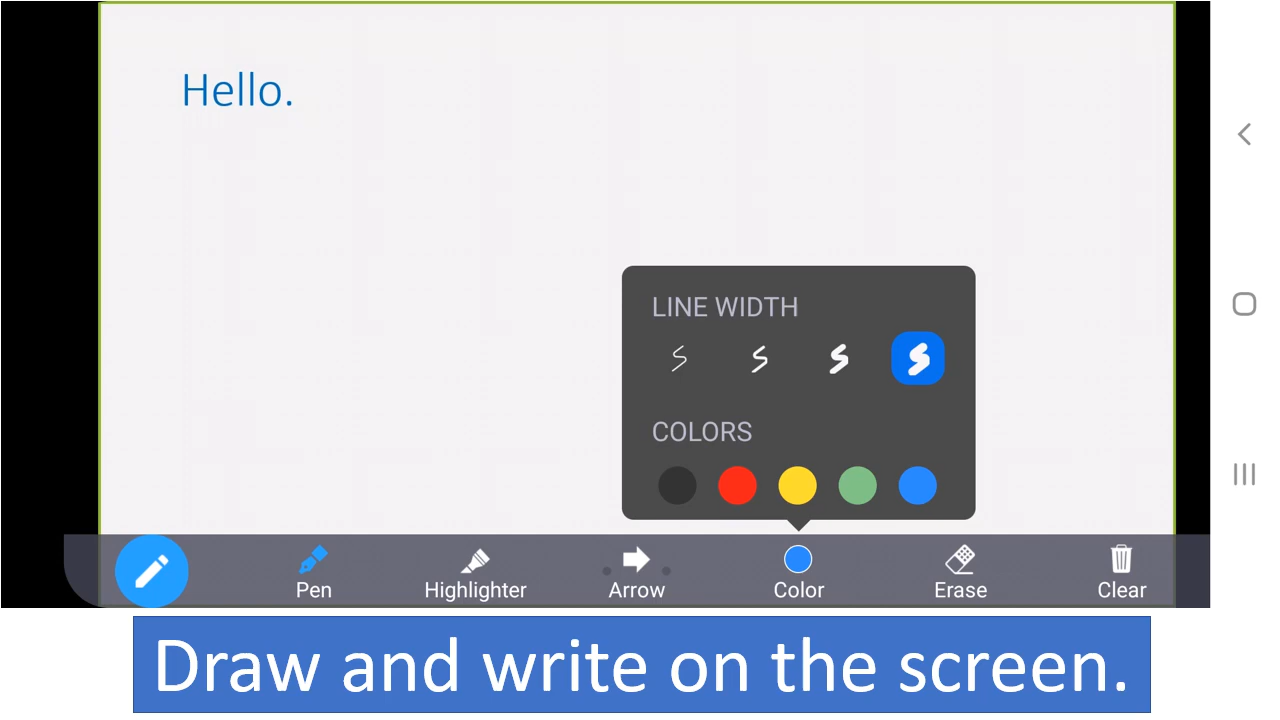 Hello.
LINE WIDTH
COLORS
Pen Highlighter Arrow Color Erase Clear
Draw and write on the screen.